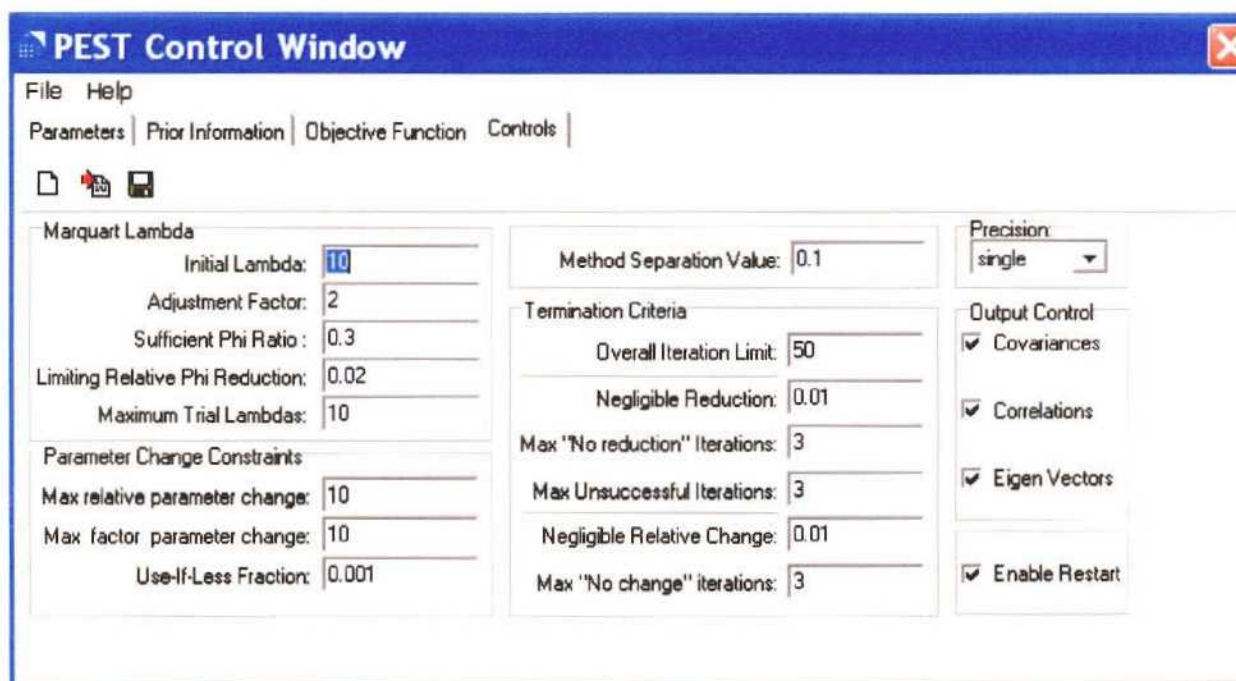 PEST Control Window
File Help
Parameters Prior Information Objective Function Controls
Marquart Lambda
Initial Lambda: 10
Adjustment Factor: 2
Sufficient Phi Ratio : 0.3
Limiting Relative Phi Reduction: 0.02
Maximum Trial Lambdas: 10
Parameter Change Constraints
Max relative parameter change: 10
Max factor parameter change: 10
Use-If-Less Fraction: 0.001
Method Separation Value: 0.1
Termination Criteria
Overall Iteration Limit: 50
Negligible Reduction: 0.01
Max "No reduction" Iterations: 3
Max Unsuccessful Iterations: 3
Negligible Relative Change: 0.01
Max "No change" iterations: 3
Precision:
single
Output Control
Covariances
Correlations
Eigen Vectors
Enable Restart